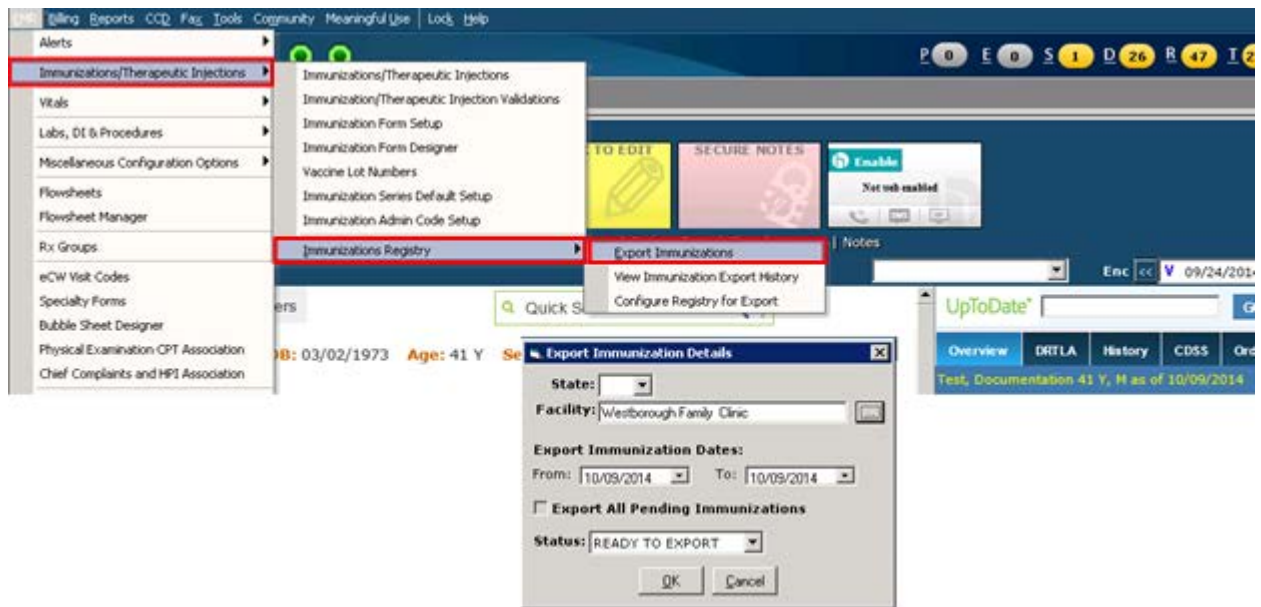 EMR Billing Reports CCD Fax Tools Community Meaningful Use Lock Help
P 0 E 0 S 1 D 26 R 47 T 2
Alerts
Immunizations/Therapeutic Injections
Vitals
Labs, DI & Procedures
Miscellaneous Configuration Options
Flowsheets
Flowsheet Manager
Rx Groups
eCW Visit Codes
Specialty Forms
Bubble Sheet Designer
Physical Examination CPT Association
Chief Complaints and HPI Association
Immunizations/Therapeutic Injections
Immunization/Therapeutic Injection Validations
Immunization Form Setup
Immunization Form Designer
Vaccine Lot Numbers
Immunization Series Default Setup
Immunization Admin Code Setup
Immunizations Registry
Export Immunizations
View Immunization Export History
Configure Registry for Export
TO EDIT
SECURE NOTES
Enable
Not web enabled
| Notes
Enc << V 09/24/201
ers
Quick S
UpToDate®
G
OB: 03/02/1973 Age: 41 Y Se
Overview DRTLA History CDSS Ord
Test, Documentation 41 Y, M as of 10/09/2014
Export Immunization Details
State:
Facility: Westborough Family Clinic
...
Export Immunization Dates:
From: 10/09/2014 To: 10/09/2014
Export All Pending Immunizations
Status: READY TO EXPORT
OK Cancel